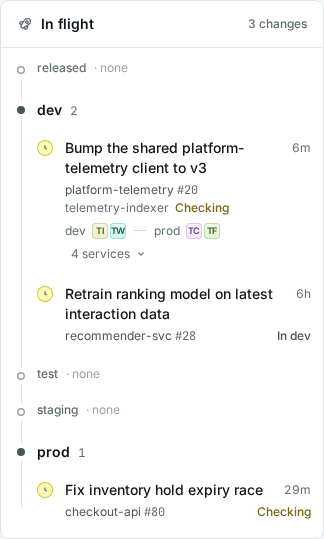 In flight 3 changes
released · none
dev 2
Bump the shared platform- 6m
telemetry client to v3
platform-telemetry #20
telemetry-indexer Checking
dev TI TW — prod TC TF
4 services
Retrain ranking model on latest 6h
interaction data
recommender-svc #28 In dev
test · none
staging · none
prod 1
Fix inventory hold expiry race 29m
checkout-api #80 Checking